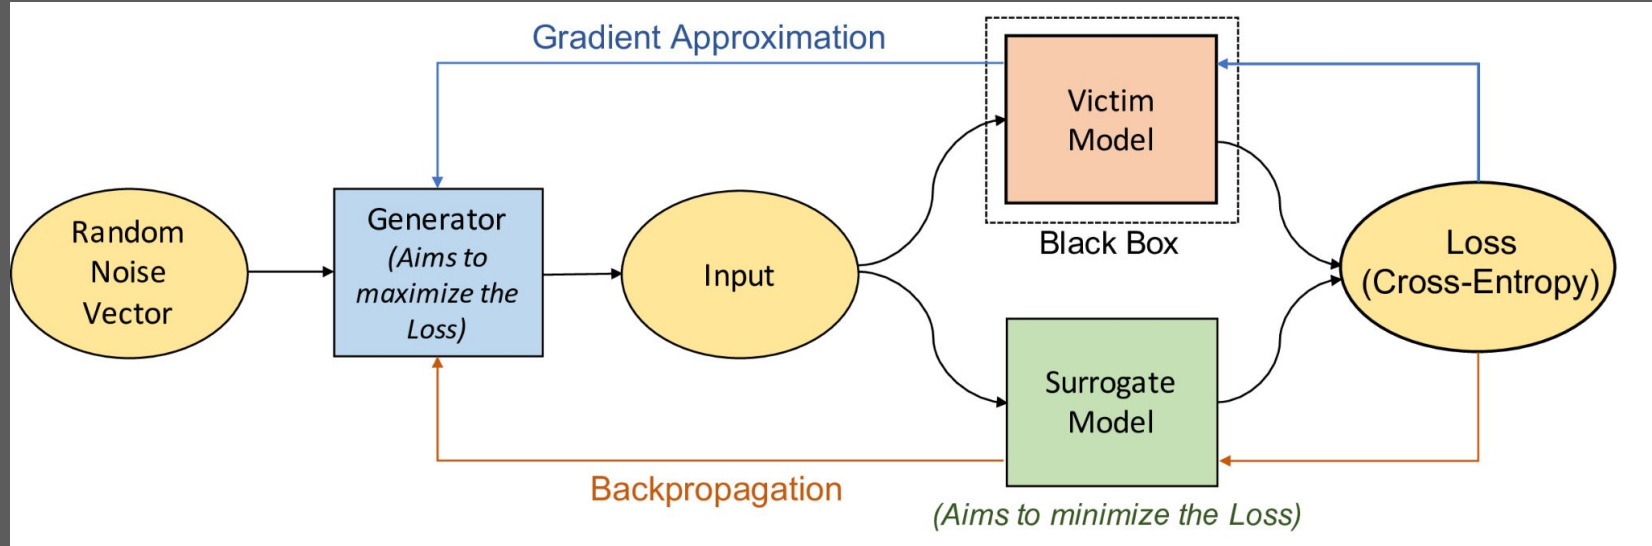 Gradient Approximation
Victim
Model
Black Box
Random
Noise
Vector
Generator
(Aims to
maximize the
Loss)
Input
Loss
(Cross-Entropy)
Surrogate
Model
Backpropagation
(Aims to minimize the Loss)